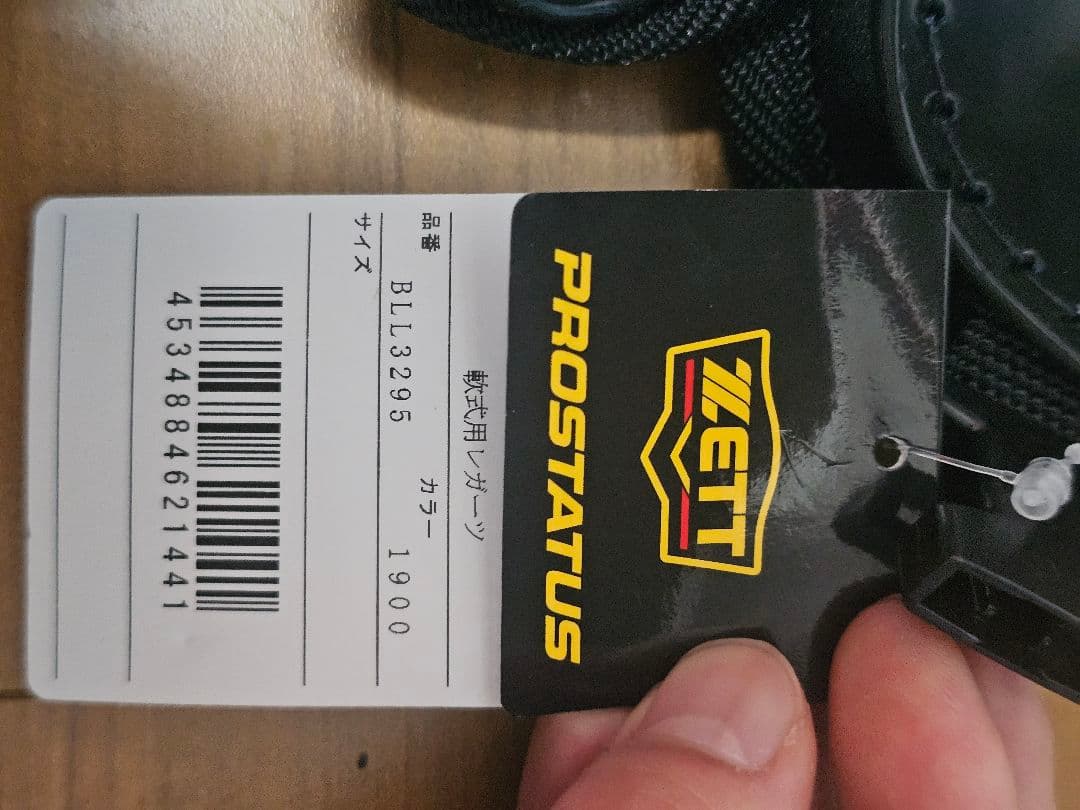 ZETT
PROSTATUS
軟式用レガーツ
品番 カラー
BLL3295 1900
サイズ
4534884621441